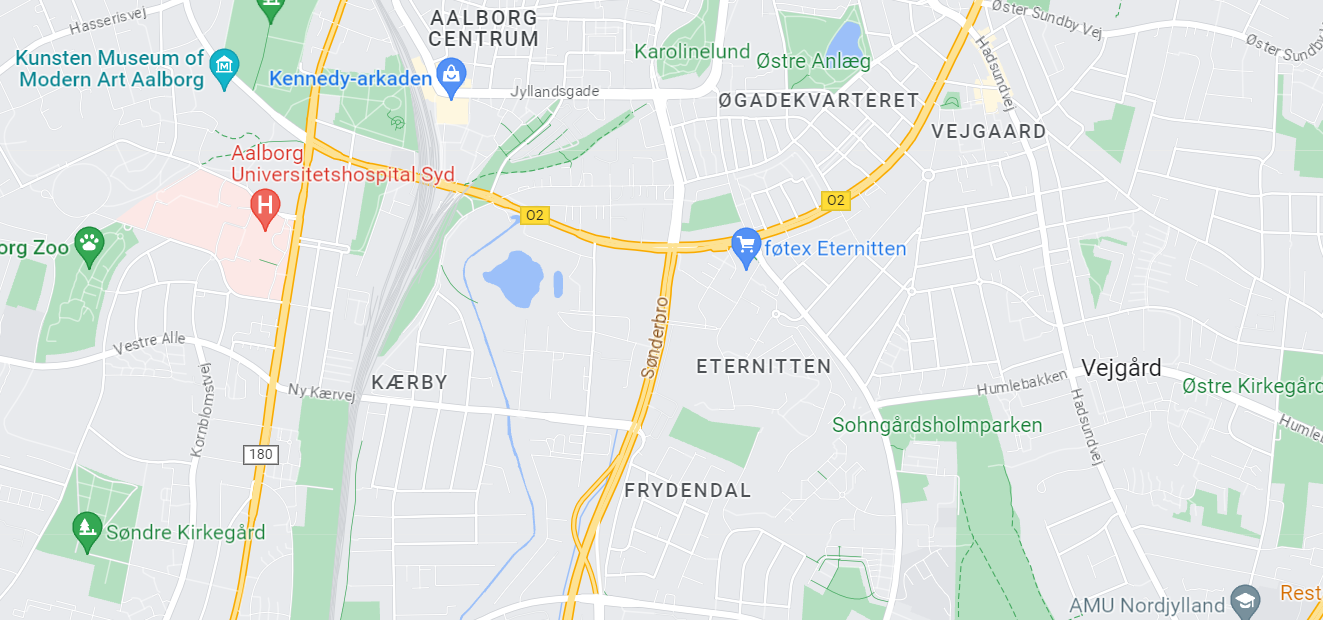 Hasserisvej
AALBORG
CENTRUM
Øster Sundby Vej
Øster Sundby
Kunsten Museum of
Modern Art Aalborg
Kennedy-arkaden
Karolinelund
Østre Anlæg
Hadsundvej
Jyllandsgade
ØGADEKVARTERET
VEJGAARD
Aalborg
Universitetshospital Syd
H
O2
O2
org Zoo
føtex Eternitten
Sønderbro
Vestre Alle
ETERNITTEN
Vejgård
KÆRBY
Ny Kærvej
Humlebakken
Østre Kirkegård
Kornblomstvej
Hadsundvej
Sohngårdsholmparken
Humleb
180
FRYDENDAL
Søndre Kirkegård
AMU Nordjylland
Rest